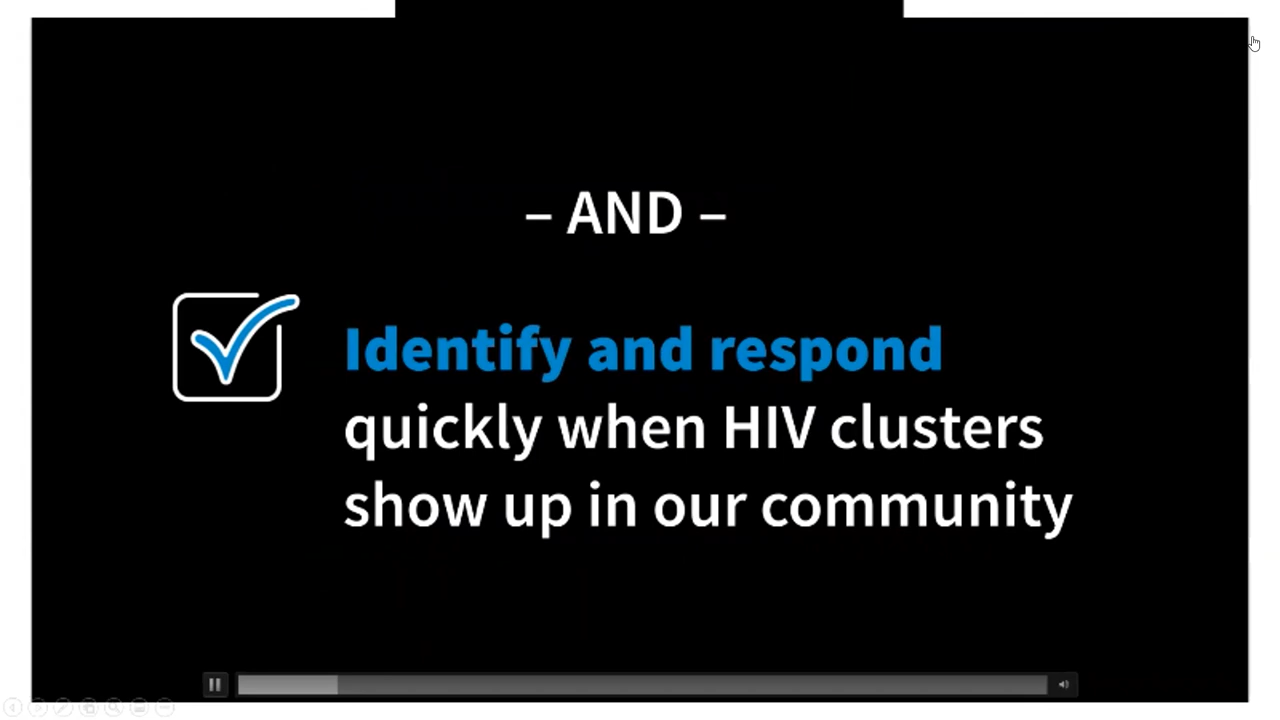 – AND –
Identify and respond
quickly when HIV clusters
show up in our community